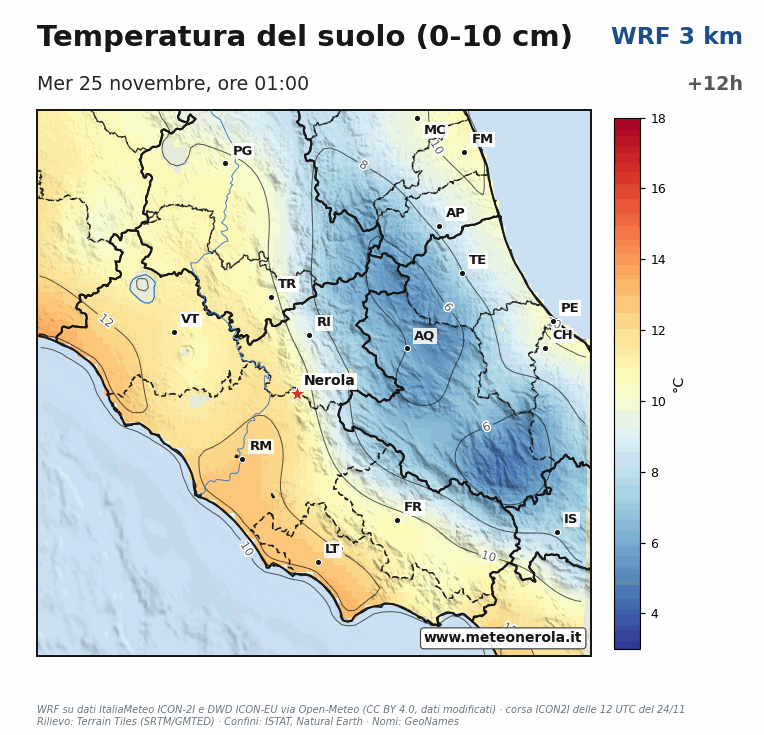 Temperatura del suolo (0-10 cm)
WRF 3 km
Mer 25 novembre, ore 01:00
+12h
MC
FM
10
PG
8
AP
TE
TR
6
PE
12
VT
RI
AQ
CH
Nerola
6
RM
FR
IS
LT
10
10
www.meteonerola.it
18
16
14
12
10
8
6
4
°C
WRF su dati ItaliaMeteo ICON-2I e DWD ICON-EU via Open-Meteo (CC BY 4.0, dati modificati) · corsa ICON2I delle 12 UTC del 24/11
Rilievo: Terrain Tiles (SRTM/GMTED) · Confini: ISTAT, Natural Earth · Nomi: GeoNames